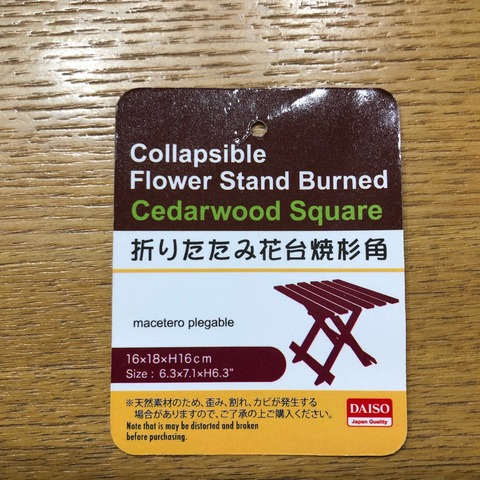 Collapsible
Flower Stand Burned
Cedarwood Square
折りたたみ花台焼杉角
macetero plegable
16×18×H16cm
Size : 6.3×7.1×H6.3”
※天然素材のため、歪み、割れ、カビが発生する
場合がありますので、ご了承の上ご購入ください。
Note that is may be distorted and broken
before purchasing.
DAISO
Japan Quality